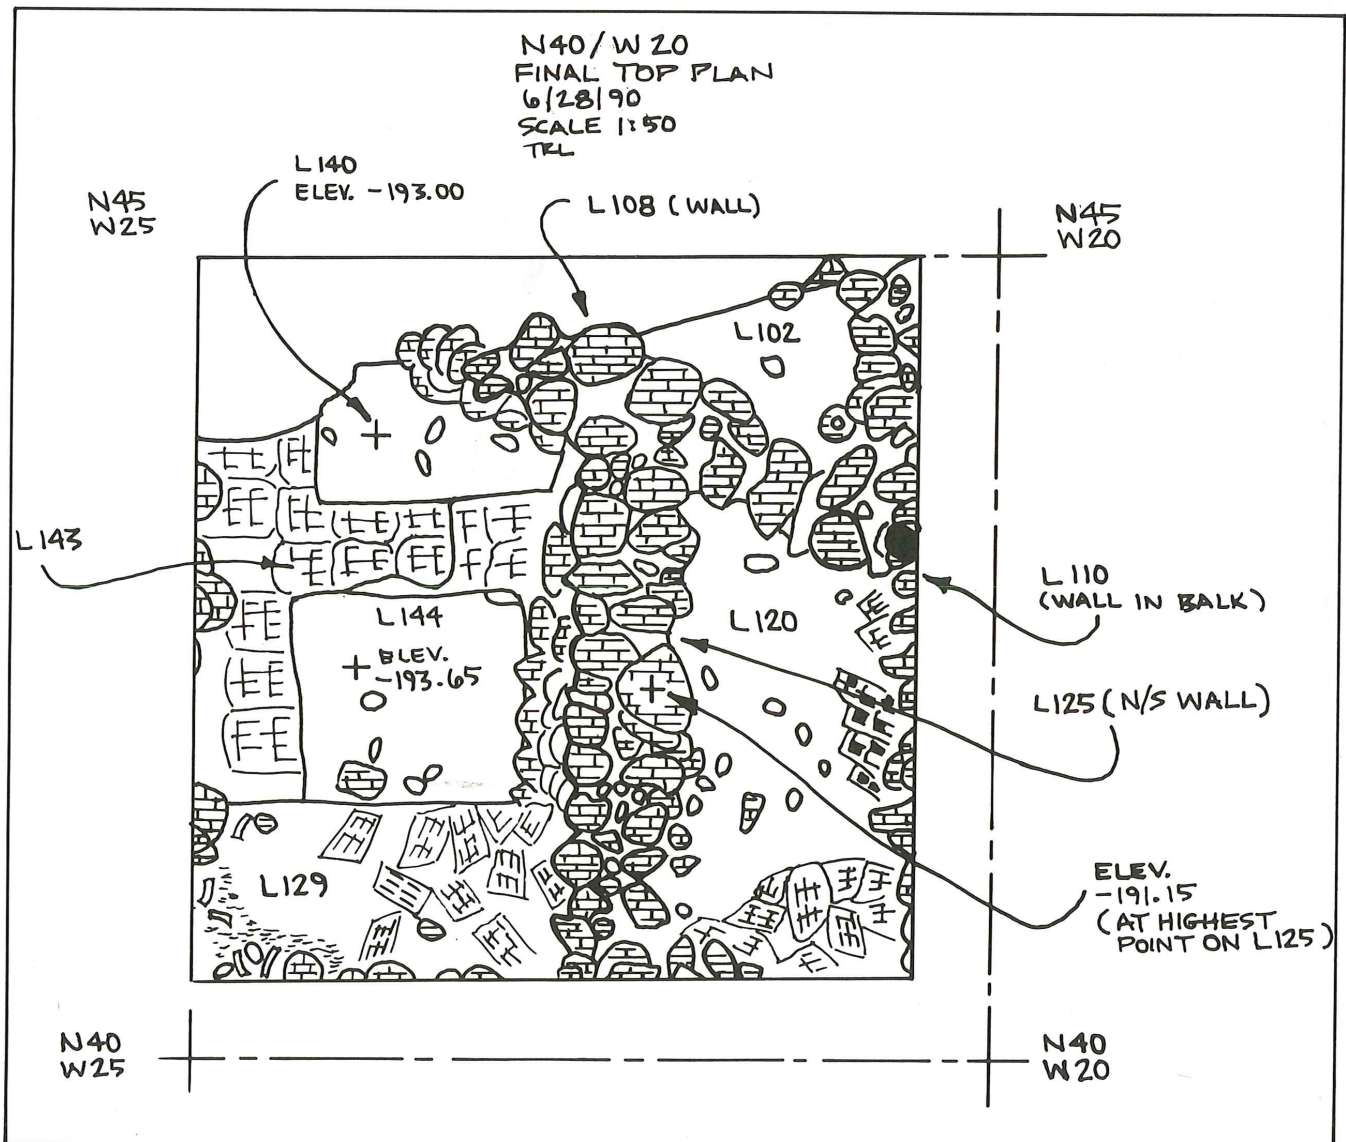 N40/W20
FINAL TOP PLAN
6/28/90
SCALE 1:50
TRL
L140
ELEV. -193.00
L108 (WALL)
N45
W25
N45
W20
L102
L143
L144
ELEV.
-193.65
L120
L110
(WALL IN BALK)
L125 (N/S WALL)
L129
ELEV.
-191.15
(AT HIGHEST
POINT ON L125)
N40
W25
N40
W20